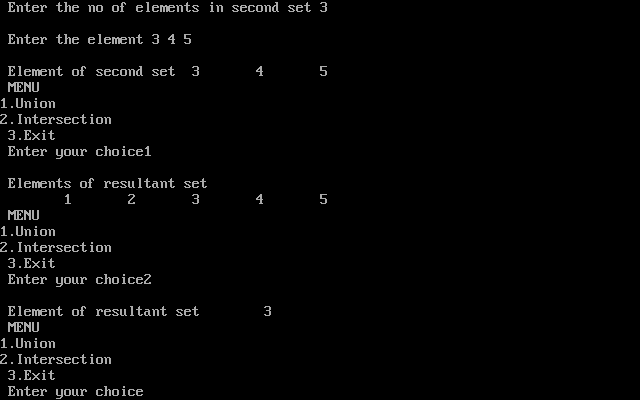 Enter the no of elements in second set 3
Enter the element 3 4 5
Element of second set 3 4 5
MENU
1.Union
2.Intersection
3.Exit
Enter your choice1
Elements of resultant set
1 2 3 4 5
MENU
1.Union
2.Intersection
3.Exit
Enter your choice2
Element of resultant set 3
MENU
1.Union
2.Intersection
3.Exit
Enter your choice